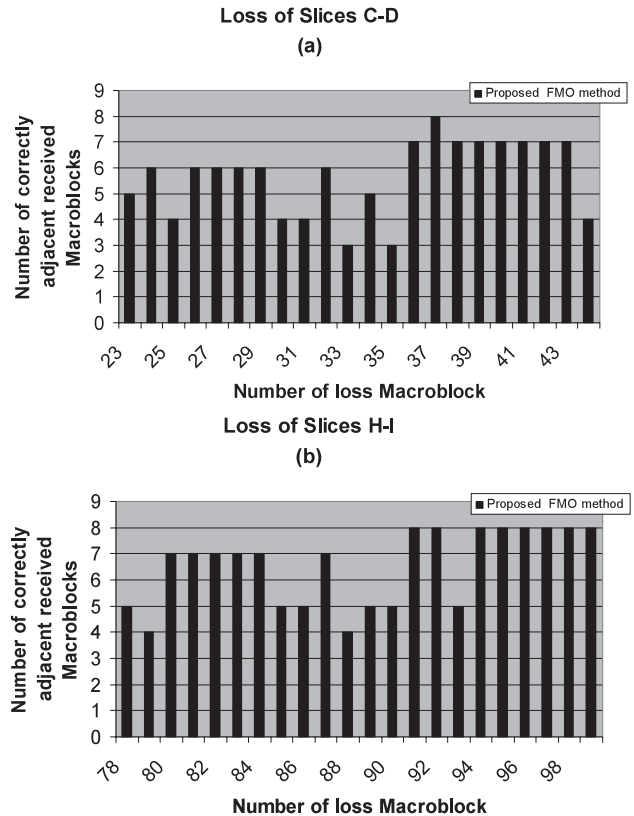 Loss of Slices C-D
(a)
Proposed FMO method
Number of correctly
adjacent received
Macroblocks
9
8
7
6
5
4
3
2
1
0
23 25 27 29 31 33 35 37 39 41 43
Number of loss Macroblock
Loss of Slices H-I
(b)
Proposed FMO method
Number of correctly
adjacent received
Macroblocks
9
8
7
6
5
4
3
2
1
0
78 80 82 84 86 88 90 92 94 96 98
Number of loss Macroblock